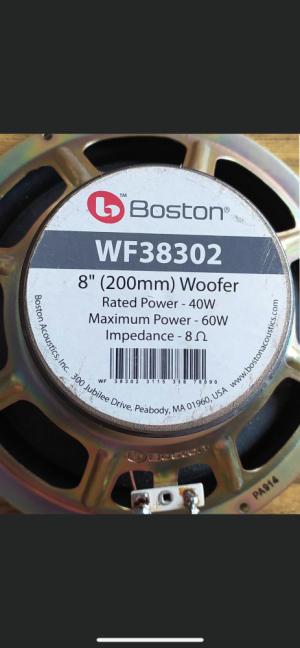 Boston®
WF38302
8" (200mm) Woofer
Rated Power - 40W
Maximum Power - 60W
Impedance - 8 Ω
Boston Acoustics, Inc. 300 Jubilee Drive, Peabody, MA 01960, USA www.bostonacoustics.com
PA914